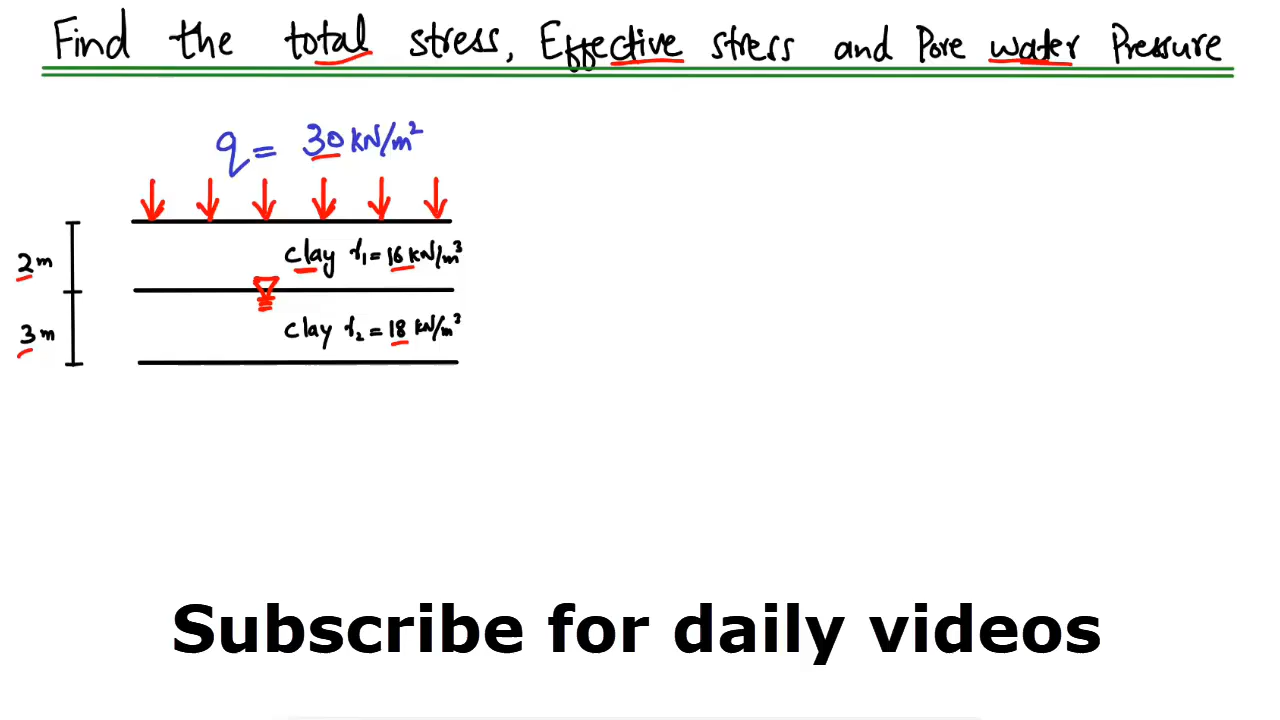 Find the total stress, Effective stress and Pore water Pressure
q = 30 kN/m²
2m
clay γ₁ = 16 kN/m³
3m
clay γ₂ = 18 kN/m³
Subscribe for daily videos